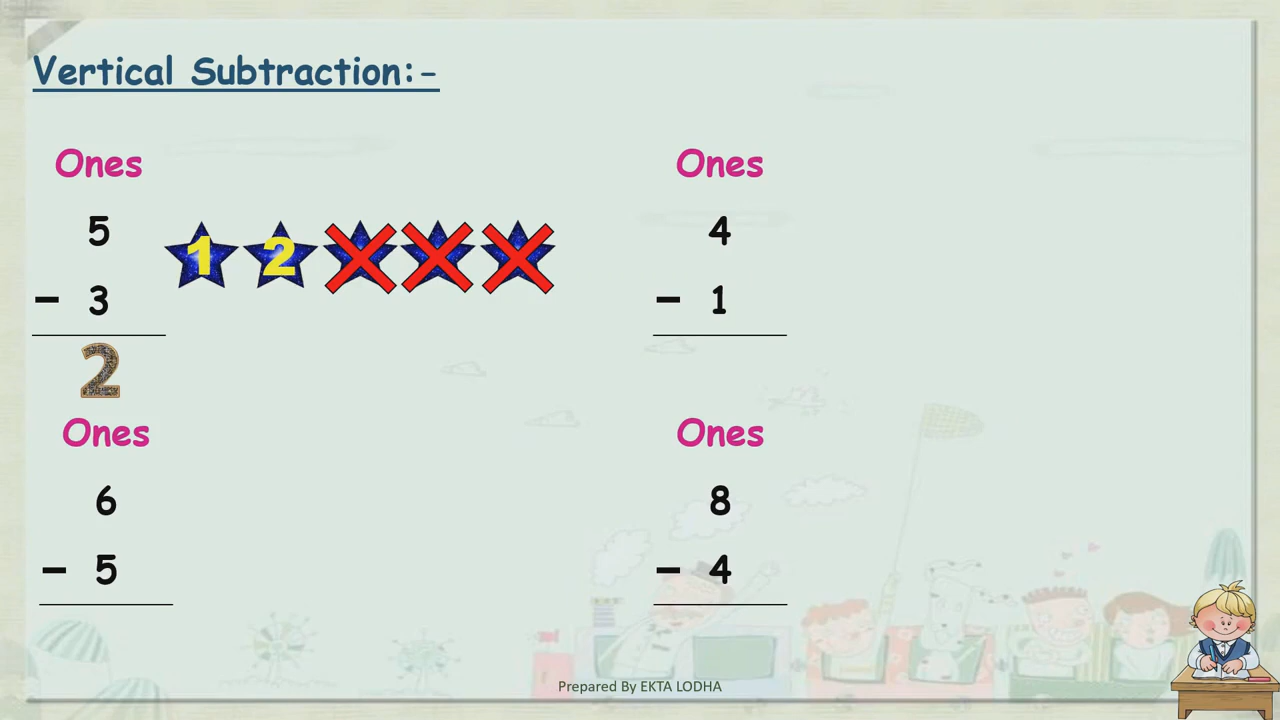 Vertical Subtraction:-
Ones
5
1 2
- 3
2
Ones
4
- 1
Ones
6
- 5
Ones
8
- 4
Prepared By EKTA LODHA